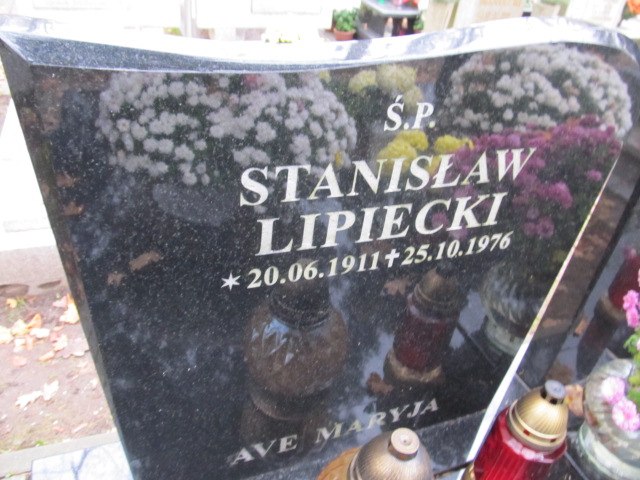 Ś.P.
STANISŁAW
LIPIECKI
✶ 20.06.1911 ✝ 25.10.1976
AVE MARYJA